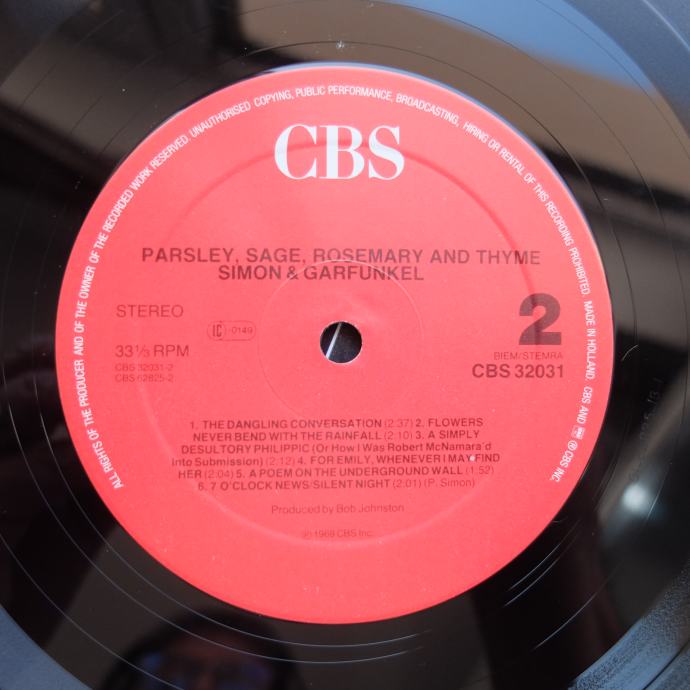 ALL RIGHTS OF THE PRODUCER AND OF THE OWNER OF THE RECORDED WORK RESERVED. UNAUTHORISED COPYING, PUBLIC PERFORMANCE, BROADCASTING, HIRING OR RENTAL OF THIS RECORDING PROHIBITED. MADE IN HOLLAND. CBS AND ℗ CBS INC.
CBS
PARSLEY, SAGE, ROSEMARY AND THYME
SIMON & GARFUNKEL
STEREO
IC -0149
2
33⅓ RPM
BIEM/STEMRA
CBS 32031-2
CBS 32031
CBS 62825-2
1. THE DANGLING CONVERSATION (2:37) 2. FLOWERS
NEVER BEND WITH THE RAINFALL (2:10) 3. A SIMPLY
DESULTORY PHILIPPIC (Or How I Was Robert McNamara'd
Into Submission) (2:12) 4. FOR EMILY, WHENEVER I MAY FIND
HER (2:04) 5. A POEM ON THE UNDERGROUND WALL (1:52)
6. 7 O'CLOCK NEWS/SILENT NIGHT (2:01) (P. Simon)
Produced by Bob Johnston
CBS Inc.